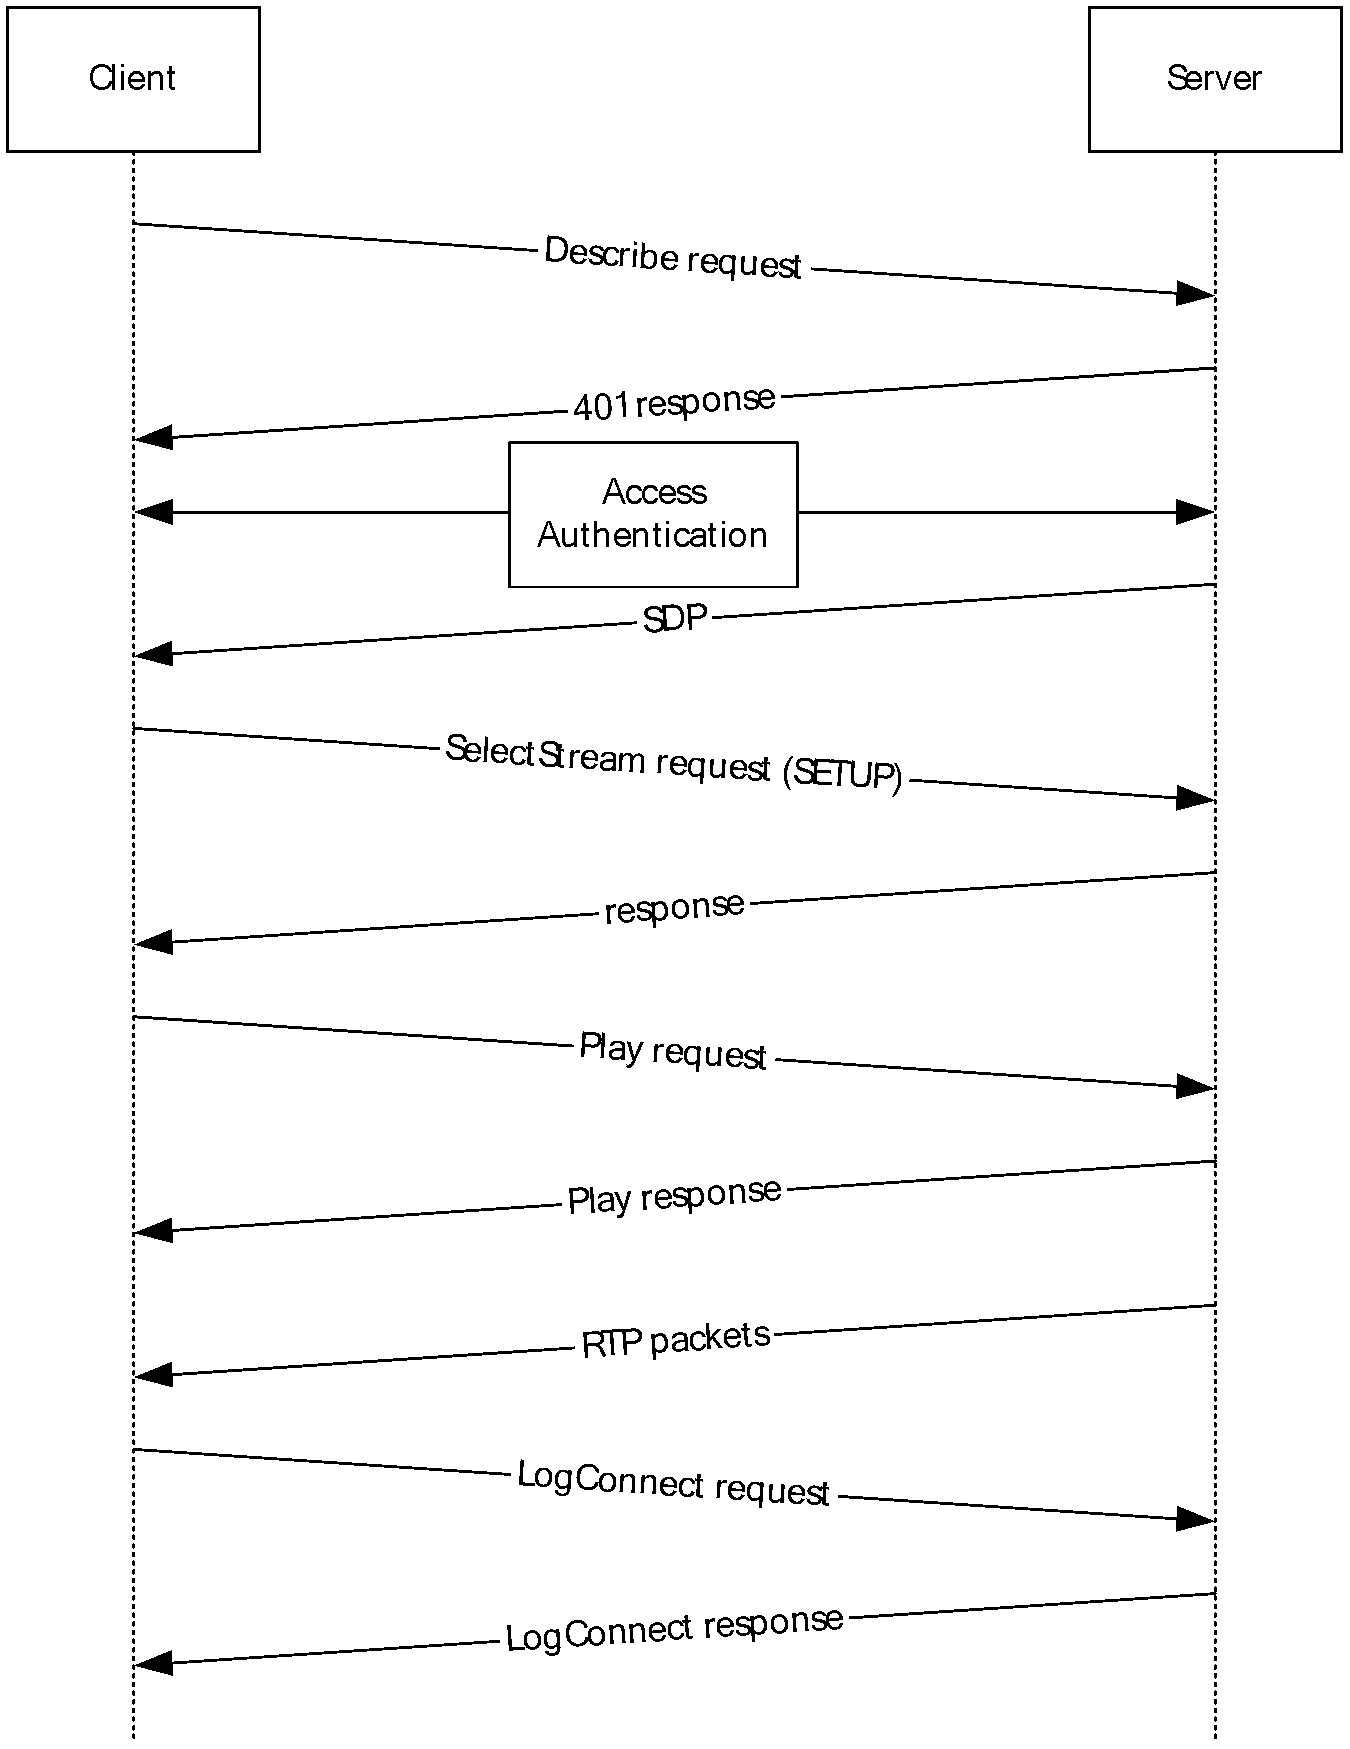 Client
Server
Describe request
401 response
Access
Authentication
SDP
SelectStream request (SETUP)
response
Play request
Play response
RTP packets
LogConnect request
LogConnect response